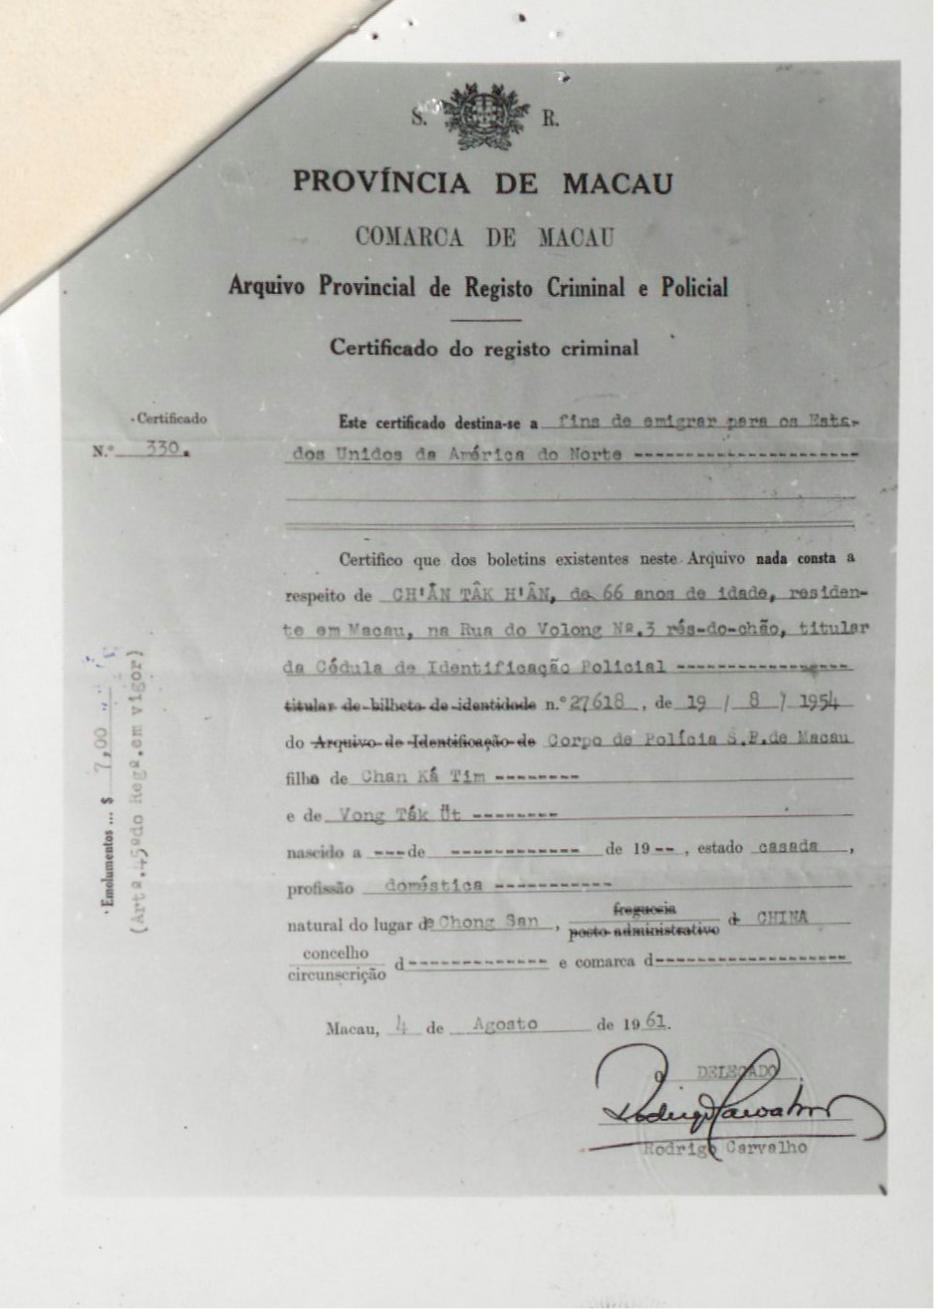 S. R.
PROVÍNCIA DE MACAU
COMARCA DE MACAU
Arquivo Provincial de Registo Criminal e Policial
Certificado do registo criminal
Certificado
N.º 330.
Este certificado destina-se a fins de emigrar para os Esta-
dos Unidos da América do Norte --------------------
Certifico que dos boletins existentes neste Arquivo nada consta a
respeito de CH'ÂN TÂK H'ÂN, de 66 anos de idade, residen-
te em Macau, na Rua do Volong Nº.3 rés-do-chão, titular
da Cédula de Identificação Policial ---------------
titular de bilhete de identidade n.º 27618, de 19 / 8 / 1954
do Arquivo de Identificação de Corpo de Polícia S.P.de Macau
filha de Chan Ká Tim --------
e de Vong Ták Út --------
nascido a --- de ------------ de 19 --, estado casada,
profissão doméstica -----------
natural do lugar de Chong San, freguesia
posto administrativo d CHINA
concelho
circunscrição d------------- e comarca d------------------
Macau, 4 de Agosto de 1961.
O DELEGADO
Rodrigo Carvalho
Rodrigo Carvalho
Emolumentos ... $ 7,00
(Artº.45ºdo Regº.em vigor)